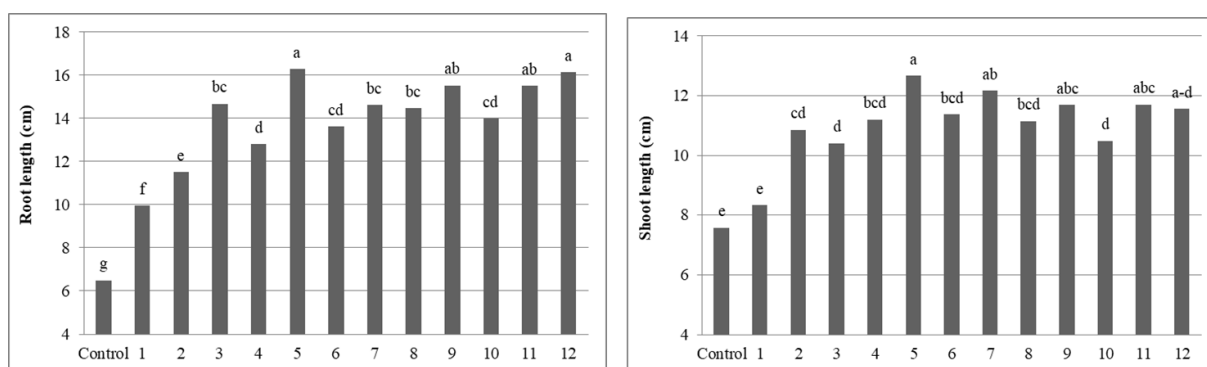 Root length (cm)
18
16
14
12
10
8
6
4
g
f
e
bc
d
a
cd
bc
bc
ab
cd
ab
a
Control 1 2 3 4 5 6 7 8 9 10 11 12
Shoot length (cm)
14
12
10
8
6
4
e
e
cd
d
bcd
a
bcd
ab
bcd
abc
d
abc
a-d
Control 1 2 3 4 5 6 7 8 9 10 11 12